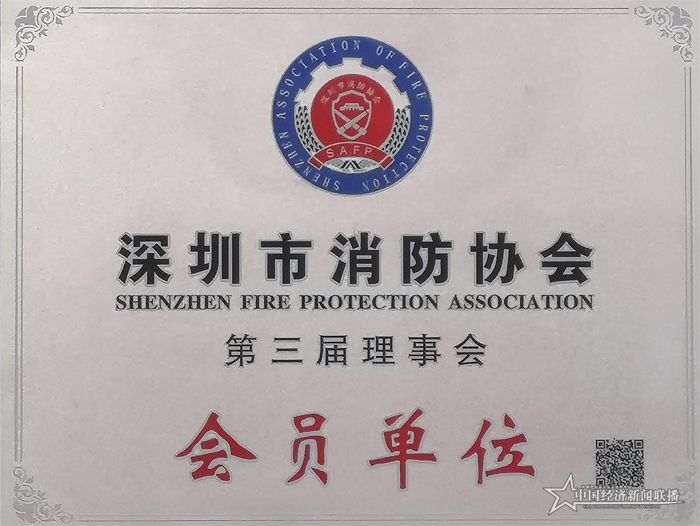 SHENZHEN ASSOCIATION OF FIRE PROTECTION
深圳市消防协会
SAFP
深圳市消防协会
SHENZHEN FIRE PROTECTION ASSOCIATION
第三届理事会
会员单位
中国经济新闻联播